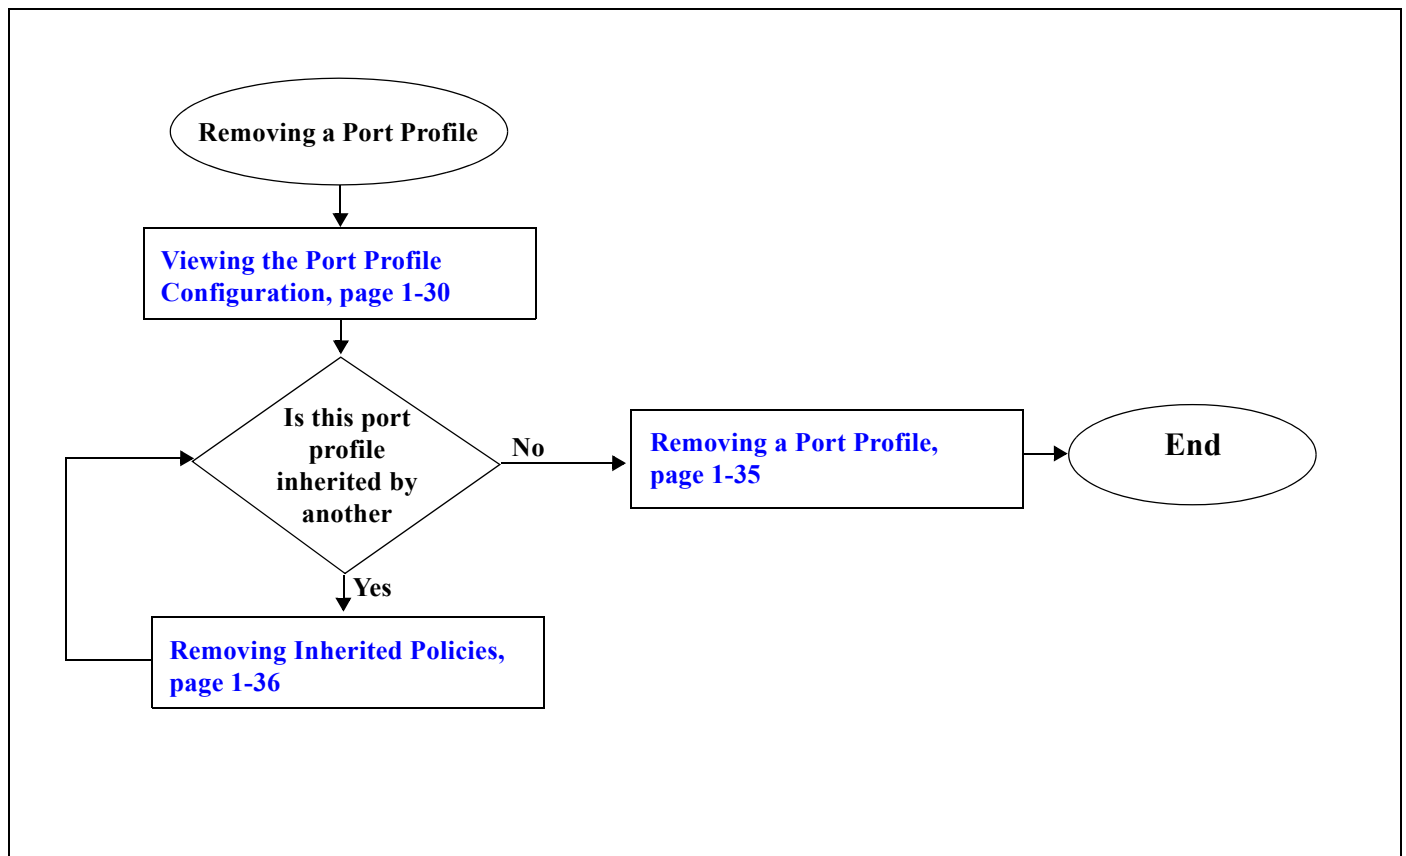 Removing a Port Profile
Viewing the Port Profile
Configuration, page 1-30
Is this port
profile
inherited by
another
No
Removing a Port Profile,
page 1-35
End
Yes
Removing Inherited Policies,
page 1-36